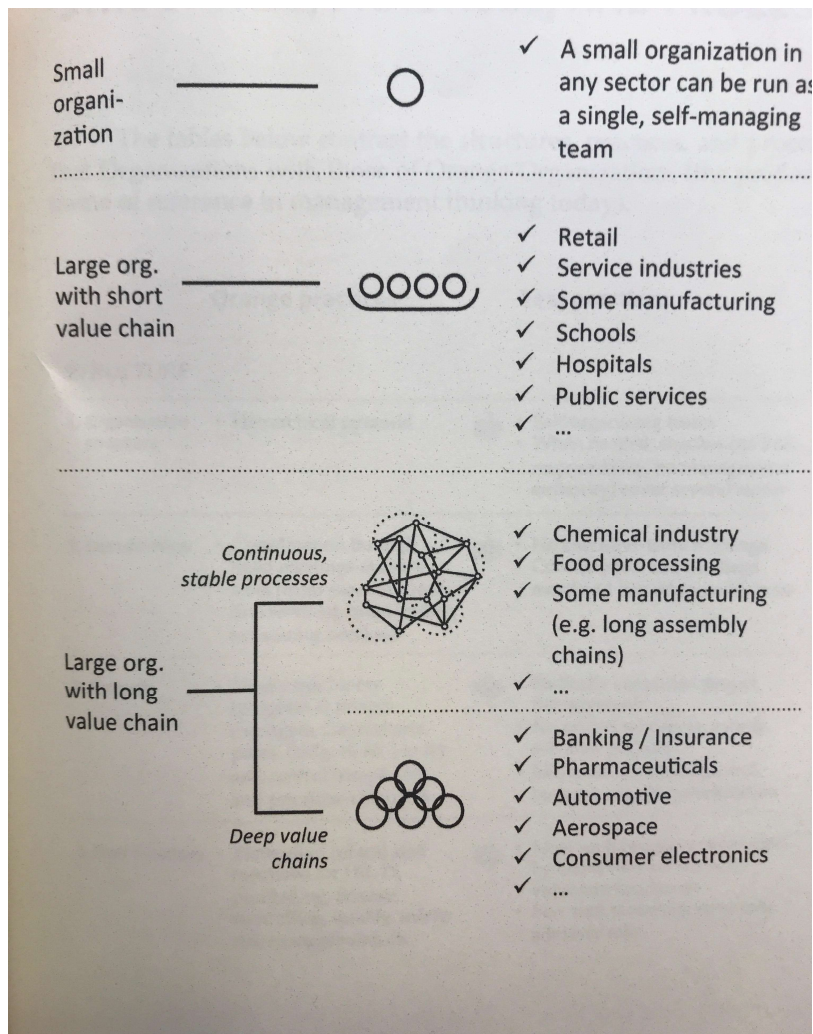 Small
organi-
zation
✓ A small organization in
any sector can be run as
a single, self-managing
team
Large org.
with short
value chain
✓ Retail
✓ Service industries
✓ Some manufacturing
✓ Schools
✓ Hospitals
✓ Public services
✓ ...
Large org.
with long
value chain
Continuous,
stable processes
✓ Chemical industry
✓ Food processing
✓ Some manufacturing
(e.g. long assembly
chains)
✓ ...
Deep value
chains
✓ Banking / Insurance
✓ Pharmaceuticals
✓ Automotive
✓ Aerospace
✓ Consumer electronics
✓ ...